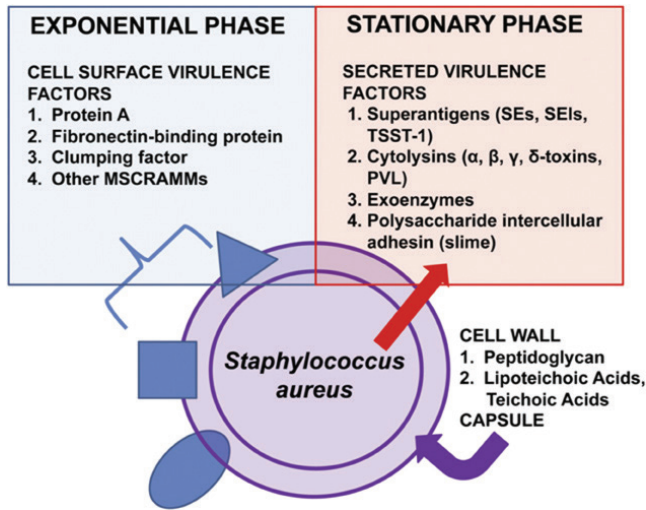 EXPONENTIAL PHASE
CELL SURFACE VIRULENCE
FACTORS
1. Protein A
2. Fibronectin-binding protein
3. Clumping factor
4. Other MSCRAMMs
STATIONARY PHASE
SECRETED VIRULENCE
FACTORS
1. Superantigens (SEs, SEls,
TSST-1)
2. Cytolysins (α, β, γ, δ-toxins,
PVL)
3. Exoenzymes
4. Polysaccharide intercellular
adhesin (slime)
Staphylococcus
aureus
CELL WALL
1. Peptidoglycan
2. Lipoteichoic Acids,
Teichoic Acids
CAPSULE